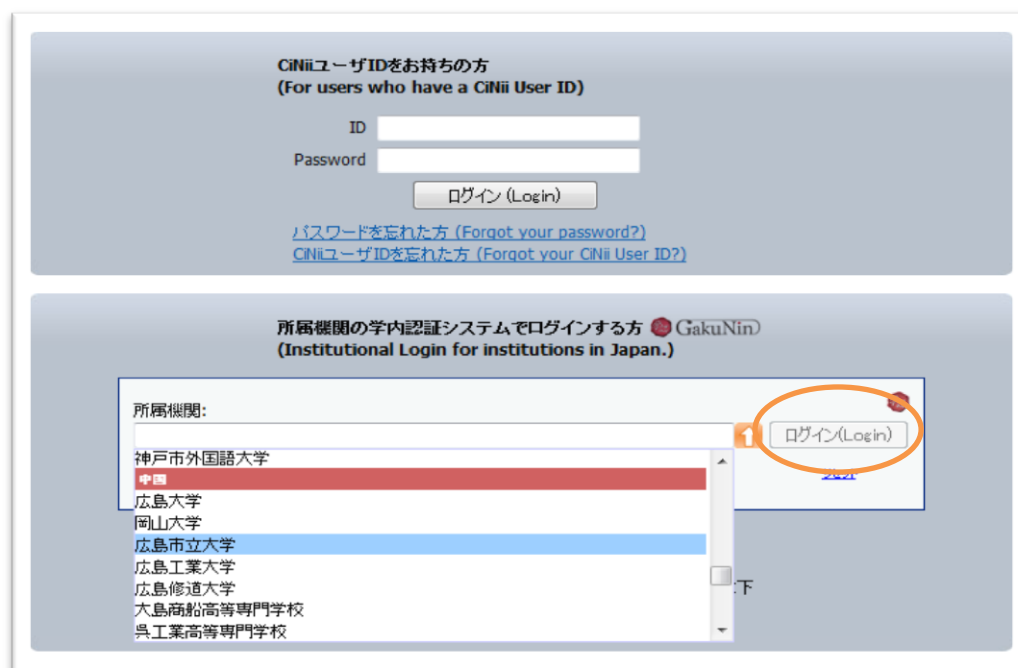 CiNiiユーザIDをお持ちの方
(For users who have a CiNii User ID)
ID
Password
ログイン (Login)
パスワードを忘れた方 (Forgot your password?)
CiNiiユーザIDを忘れた方 (Forgot your CiNii User ID?)
所属機関の学内認証システムでログインする方 GakuNin
(Institutional Login for institutions in Japan.)
所属機関:
ログイン(Login)
神戸市外国語大学
中国
広島大学
岡山大学
広島市立大学
広島工業大学
広島修道大学
下
大島商船高等専門学校
呉工業高等専門学校